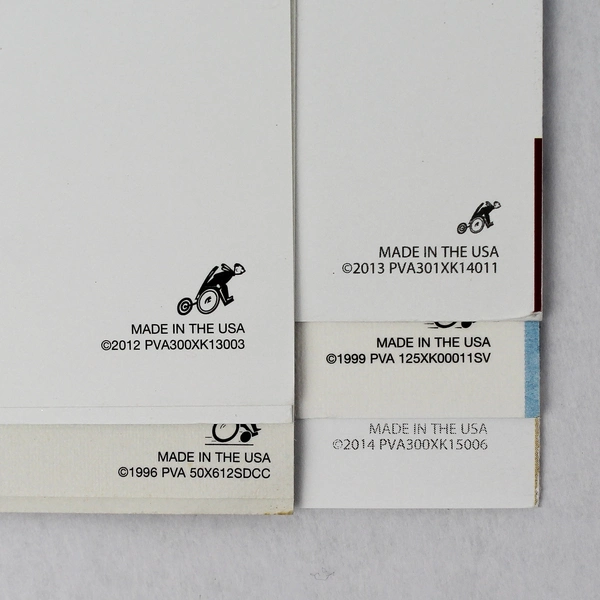 MADE IN THE USA
©2012 PVA300XK13003
MADE IN THE USA
©2013 PVA301XK14011
MADE IN THE USA
©1999 PVA 125XK00011SV
MADE IN THE USA
©2014 PVA300XK15006
MADE IN THE USA
©1996 PVA 50X612SDCC